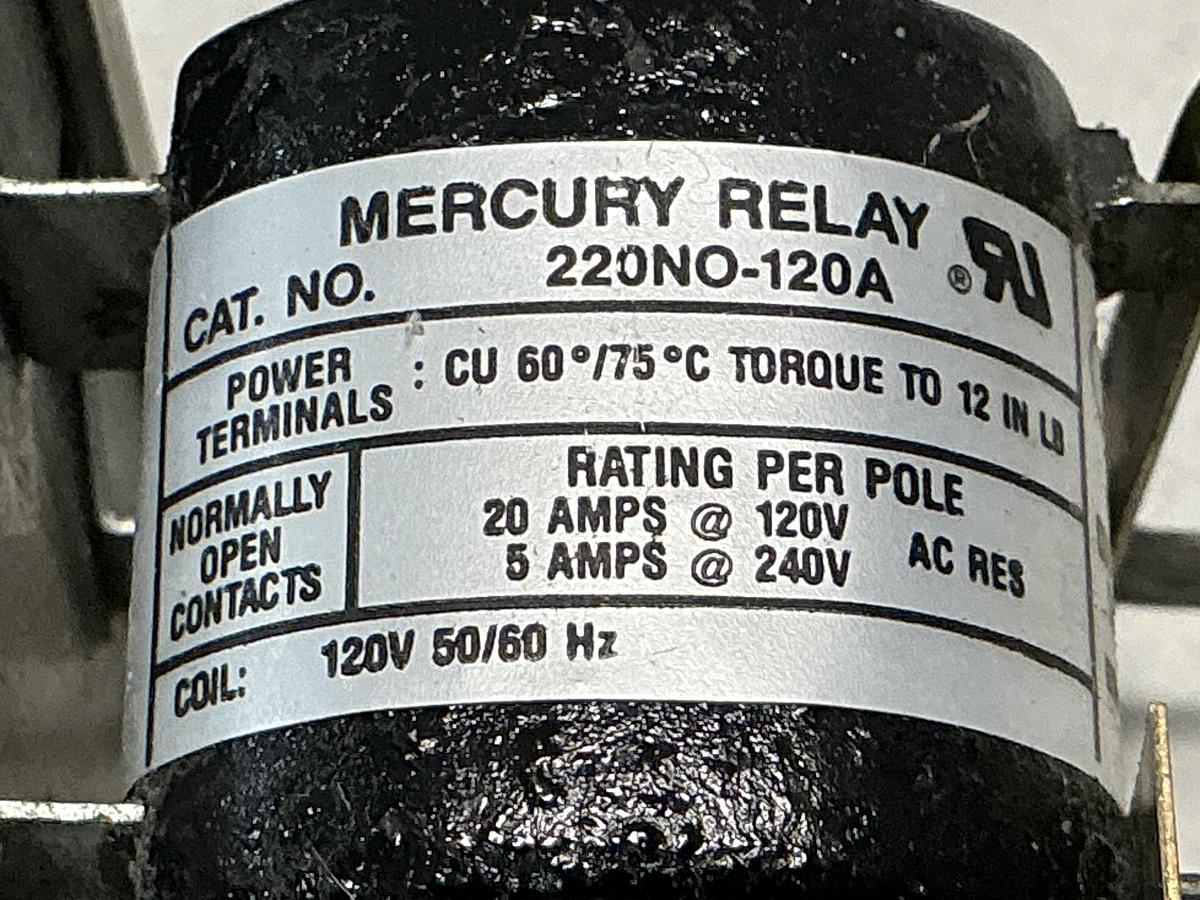 MERCURY RELAY
CAT. NO. 220NO-120A ® RU
POWER TERMINALS : CU 60°/75°C TORQUE TO 12 IN LB
NORMALLY OPEN CONTACTS
RATING PER POLE
20 AMPS @ 120V
5 AMPS @ 240V
AC RES
COIL: 120V 50/60 Hz